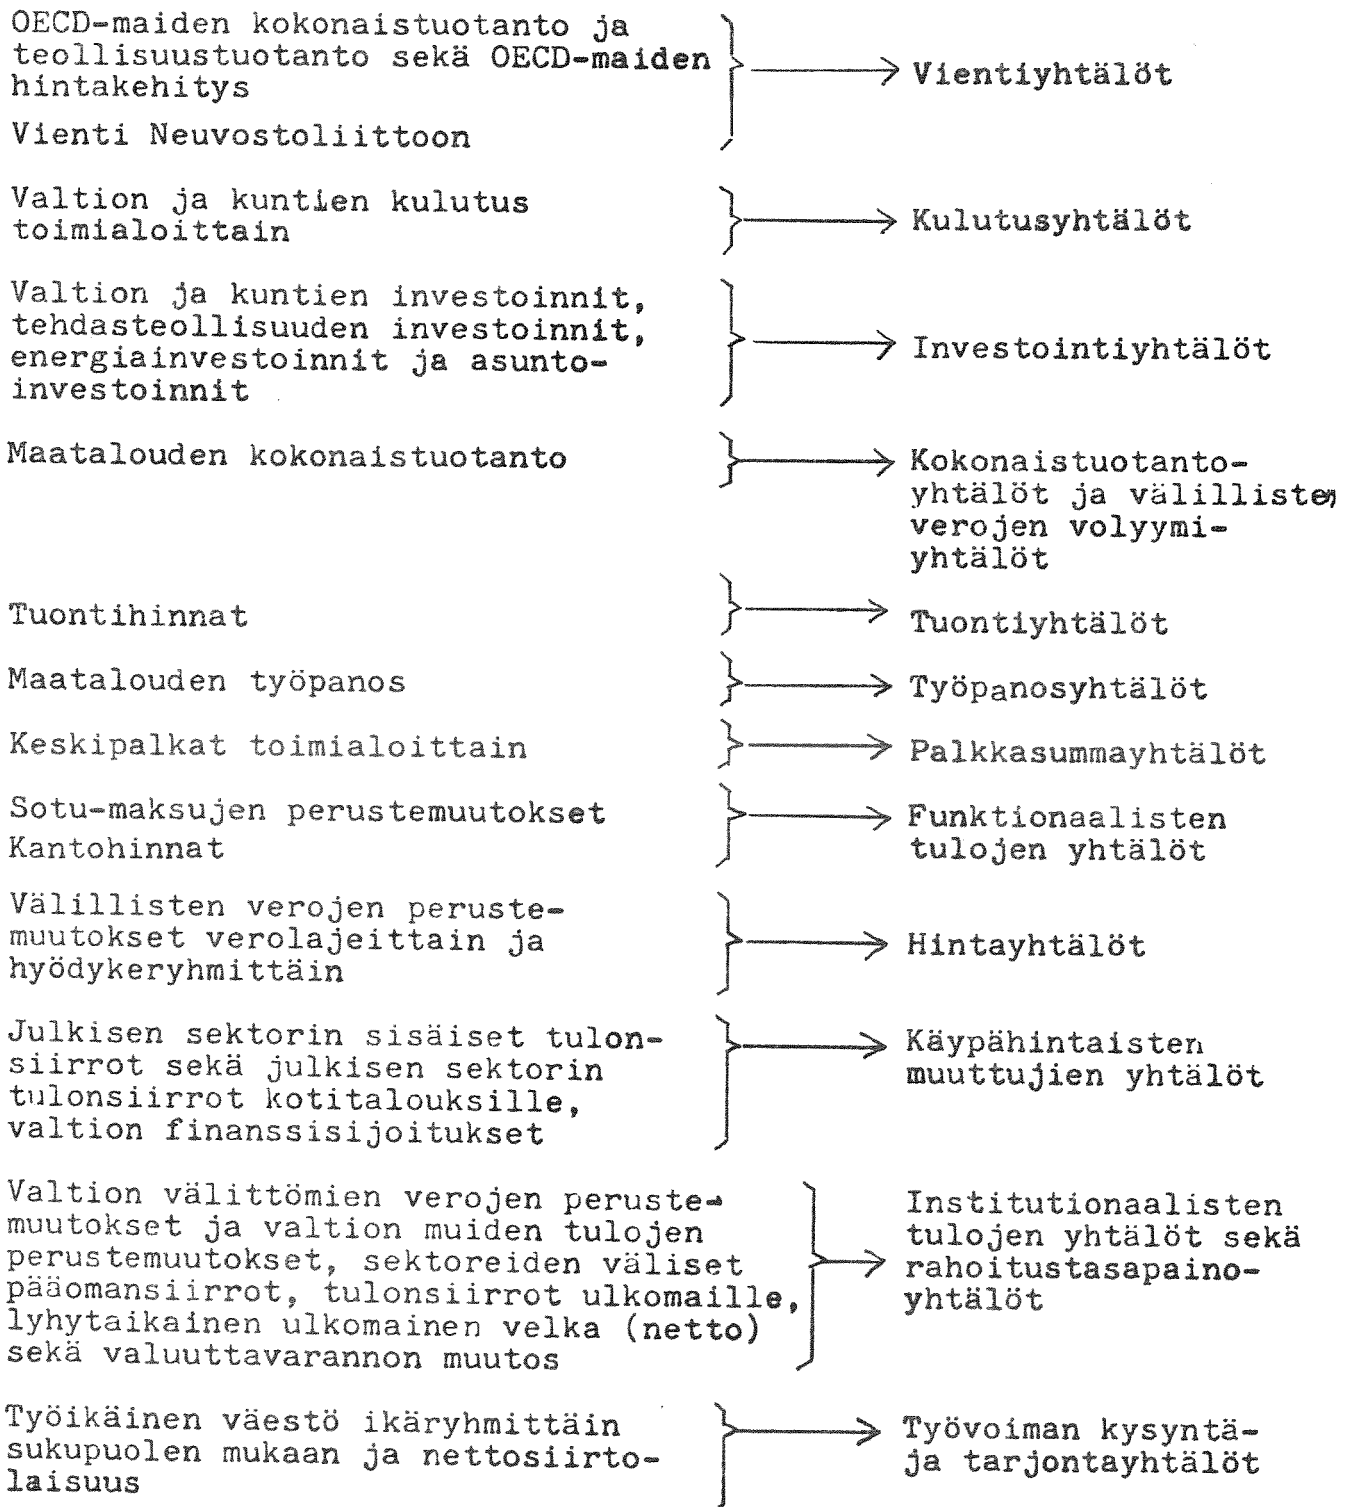 OECD-maiden kokonaistuotanto ja
teollisuustuotanto sekä OECD-maiden
hintakehitys
Vienti Neuvostoliittoon
Vientiyhtälöt
Valtion ja kuntien kulutus
toimialoittain
Kulutusyhtälöt
Valtion ja kuntien investoinnit,
tehdasteollisuuden investoinnit,
energiainvestoinnit ja asunto-
investoinnit
Investointiyhtälöt
Maatalouden kokonaistuotanto
Kokonaistuotanto-
yhtälöt ja välillisten
verojen volyymi-
yhtälöt
Tuontihinnat
Tuontiyhtälöt
Maatalouden työpanos
Työpanosyhtälöt
Keskipalkat toimialoittain
Palkkasummayhtälöt
Sotu-maksujen perustemuutokset
Kantohinnat
Funktionaalisten
tulojen yhtälöt
Välillisten verojen peruste-
muutokset verolajeittain ja
hyödykeryhmittäin
Hintayhtälöt
Julkisen sektorin sisäiset tulon-
siirrot sekä julkisen sektorin
tulonsiirrot kotitalouksille,
valtion finanssisijoitukset
Käypähintaisten
muuttujien yhtälöt
Valtion välittömien verojen peruste-
muutokset ja valtion muiden tulojen
perustemuutokset, sektoreiden väliset
pääomansiirrot, tulonsiirrot ulkomaille,
lyhytaikainen ulkomainen velka (netto)
sekä valuuttavarannon muutos
Institutionaalisten
tulojen yhtälöt sekä
rahoitustasapaino-
yhtälöt
Työikäinen väestö ikäryhmittäin
sukupuolen mukaan ja nettosiirto-
laisuus
Työvoiman kysyntä-
ja tarjontayhtälöt